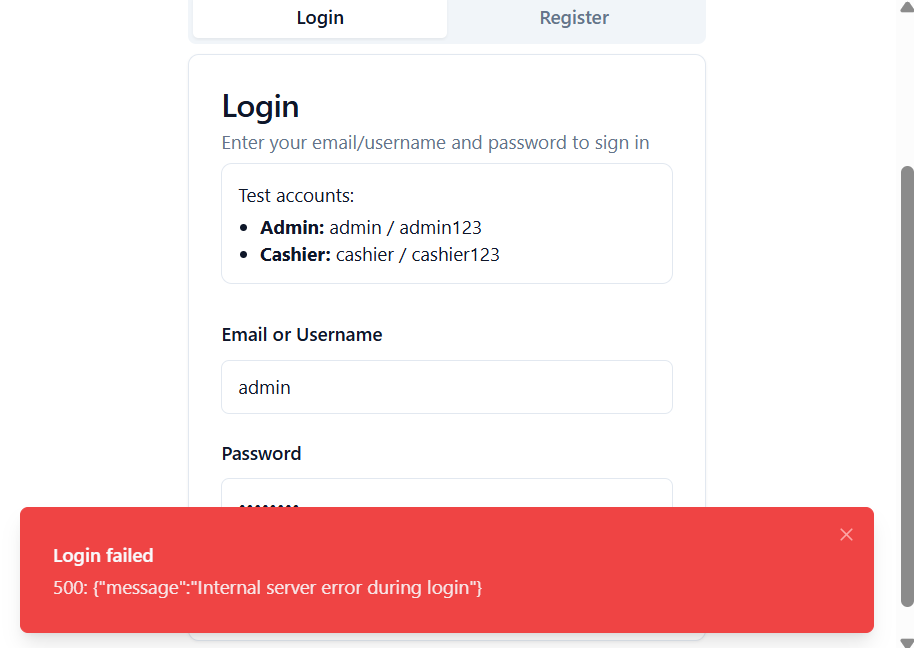 Login Register
Login
Enter your email/username and password to sign in
Test accounts:
• Admin: admin / admin123
• Cashier: cashier / cashier123
Email or Username
admin
Password
••••••••
Login failed
500: {"message":"Internal server error during login"}